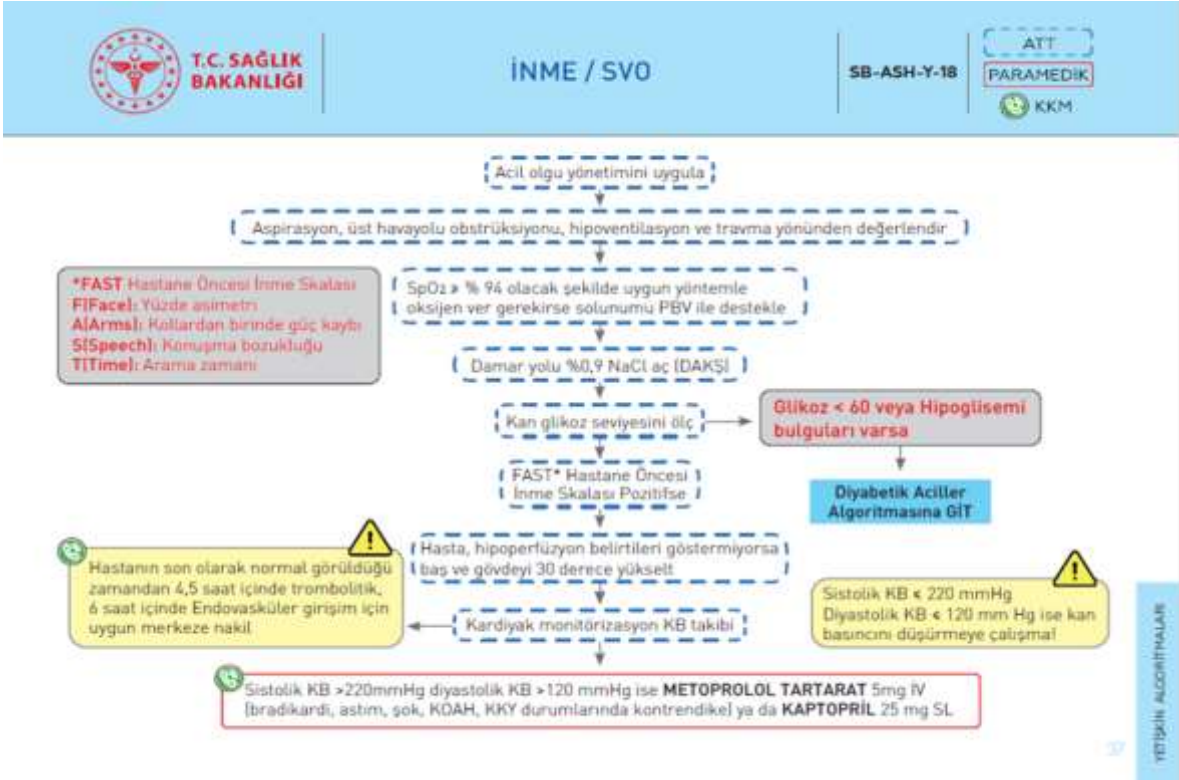 T.C. SAĞLIK
BAKANLIĞI
İNME / SVO
SB-ASH-Y-18
ATT
PARAMEDİK
KKM
Acil olgu yönetimini uygula
Aspirasyon, üst havayolu obstrüksiyonu, hipoventilasyon ve travma yönünden değerlendir
*FAST Hastane Öncesi İnme Skalası
F(Face): Yüzde asimetri
A(Arms): Kollardan birinde güç kaybı
S(Speech): Konuşma bozukluğu
T(Time): Arama zamanı
SpO₂ ≥ % 94 olacak şekilde uygun yöntemle
oksijen ver gerekirse solunumu PBV ile destekle
Damar yolu %0,9 NaCl aç (DAKŞ)
Kan glikoz seviyesini ölç
Glikoz < 60 veya Hipoglisemi
bulguları varsa
Diyabetik Aciller
Algoritmasına GİT
FAST* Hastane Öncesi
İnme Skalası Pozitifse
Hasta, hipoperfüzyon belirtileri göstermiyorsa
baş ve gövdeyi 30 derece yükselt
Hastanın son olarak normal görüldüğü
zamandan 4,5 saat içinde trombolitik,
6 saat içinde Endovasküler girişim için
uygun merkeze nakil
Kardiyak monitörizasyon KB takibi
Sistolik KB ≤ 220 mmHg
Diyastolik KB ≤ 120 mm Hg ise kan
basıncını düşürmeye çalışma!
Sistolik KB >220mmHg diyastolik KB >120 mmHg ise METOPROLOL TARTARAT 5mg İV
(bradikardi, astım, şok, KOAH, KKY durumlarında kontrendike) ya da KAPTOPRİL 25 mg SL
YETİŞKİN ALGORİTMALARI
37